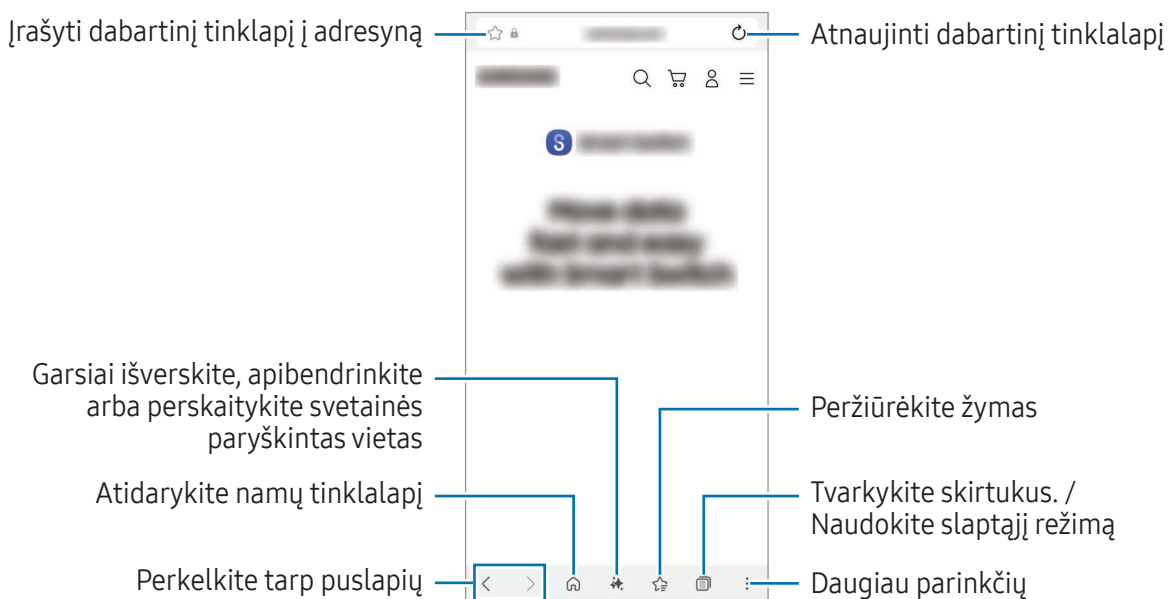 Įrašyti dabartinį tinklapį į adresyną
Atnaujinti dabartinį tinklalapį
S
Garsiai išverskite, apibendrinkite
arba perskaitykite svetainės
paryškintas vietas
Peržiūrėkite žymas
Atidarykite namų tinklalapį
Tvarkykite skirtukus. /
Naudokite slaptąjį režimą
Perkelkite tarp puslapių
Daugiau parinkčių